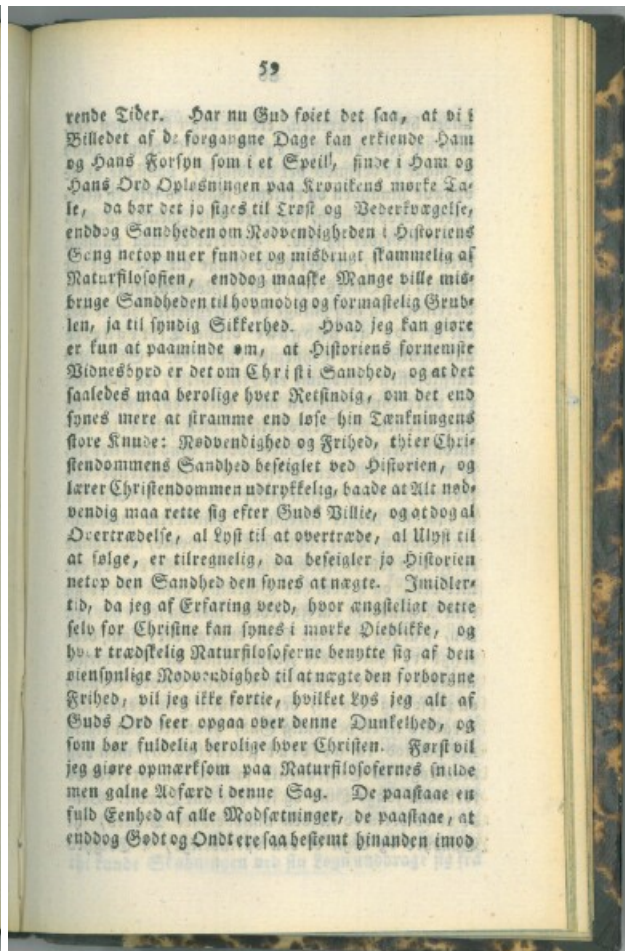 59
rende Tider. Har nu Gud føiet det saa, at vi i
Billedet af de forgangne Dage kan erkiende Ham
og Hans Forsyn som i et Speil, finde i Ham og
Hans Ord Opløsningen paa Krønikens mørke Ta-
le, da bør det jo siges til Trøst og Vederkvægelse,
enddog Sandheden om Nødvendigheden i Historiens
Gang netop nu er fundet og misbrugt skammelig af
Naturfilosofien, enddog maaske Mange ville mis-
bruge Sandheden til hovmodig og formastelig Grub-
len, ja til syndig Sikkerhed. Hvad jeg kan giøre
er kun at paaminde om, at Historiens fornemste
Vidnesbyrd er det om Christi Sandhed, og at det
saaledes maa berolige hver Retsindig, om det end
synes mere at stramme end løse hin Tænkningens
store Knude: Nødvendighed og Frihed, thi er Chri-
stendommens Sandhed beseiglet ved Historien, og
lærer Christendommen udtrykkelig, baade at Alt nød-
vendig maa rette sig efter Guds Villie, og at dog al
Overtrædelse, al Lyst til at overtræde, al Ulyst til
at følge, er tilregnelig, da beseigler jo Historien
netop den Sandhed den synes at nægte. Imidler-
tid, da jeg af Erfaring veed, hvor ængsteligt dette
selv for Christne kan synes i mørke Øieblikke, og
hvor trædskelig Naturfilosoferne benytte sig af den
øiensynlige Nødvendighed til at nægte den forborgne
Frihed, vil jeg ikke fortie, hvilket Lys jeg alt af
Guds Ord seer opgaa over denne Dunkelhed, og
som bør fuldelig berolige hver Christen. Først vil
jeg giøre opmærksom paa Naturfilosofernes snilde
men galne Adfærd i denne Sag. De paastaae en
fuld Eenhed af alle Modsætninger, de paastaae, at
enddog Godt og Ondt ere saa bestemt hinanden imod